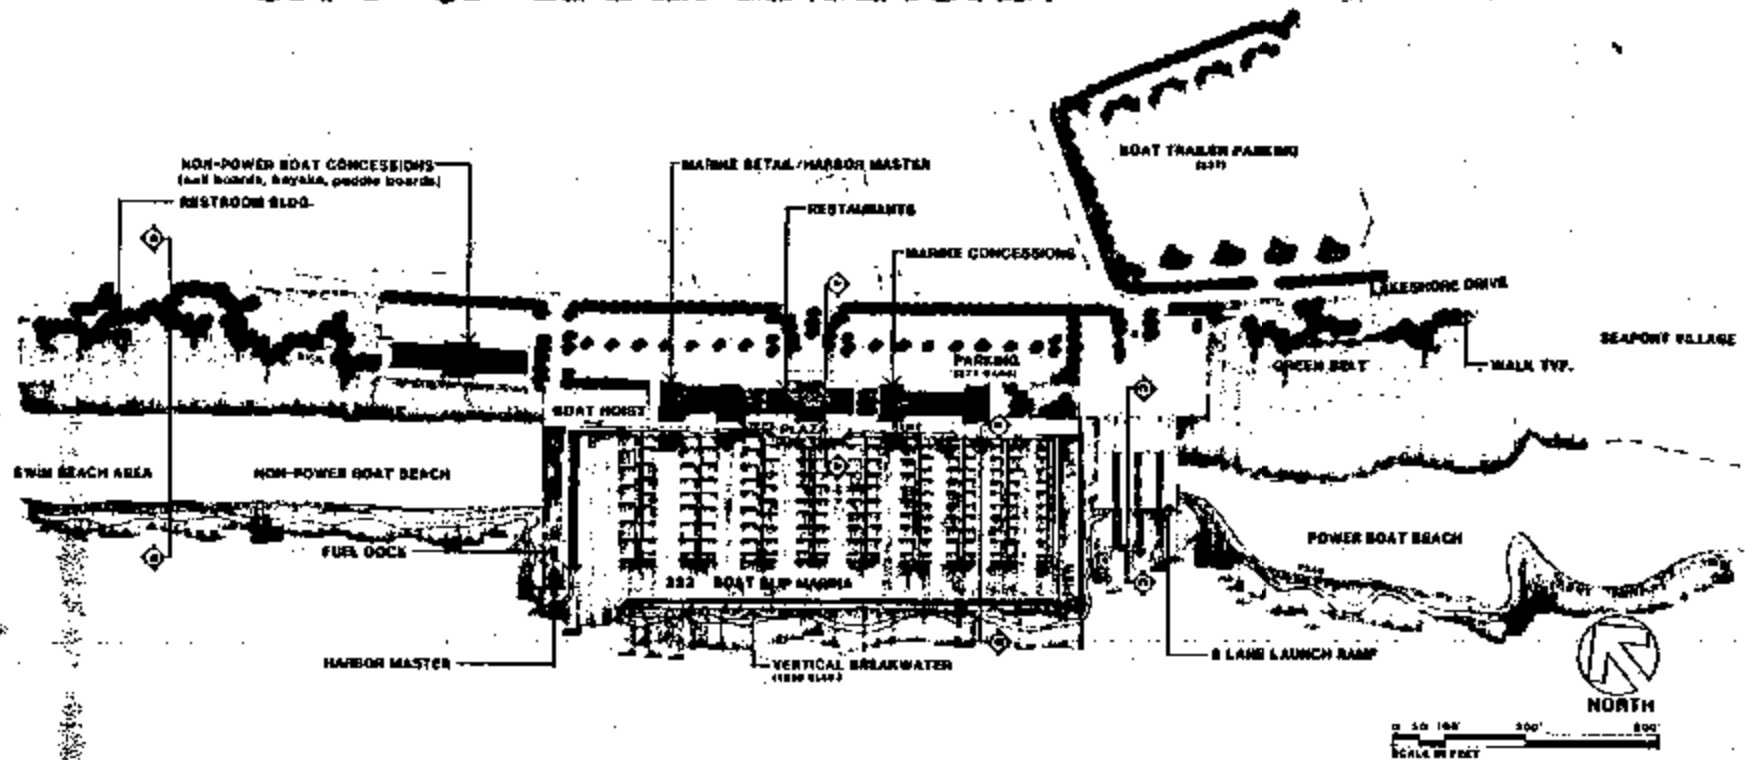 NON-POWER BOAT CONCESSIONS
(sail boards, kayaks, paddle boards)
RESTROOM BLDG.
MARINE RETAIL/HARBOR MASTER
RESTAURANTS
MARINE CONCESSIONS
BOAT TRAILER PARKING
LAKESHORE DRIVE
SEAPORT VILLAGE
PARKING
GREEN BELT
WALK TYP.
BOAT HOIST
PLAZA
SWIM BEACH AREA
NON-POWER BOAT BEACH
FUEL DOCK
BOAT SLIP MARINA
POWER BOAT BEACH
HARBOR MASTER
VERTICAL BREAKWATER
LANE LAUNCH RAMP
NORTH
0 50 100'
SCALE IN FEET